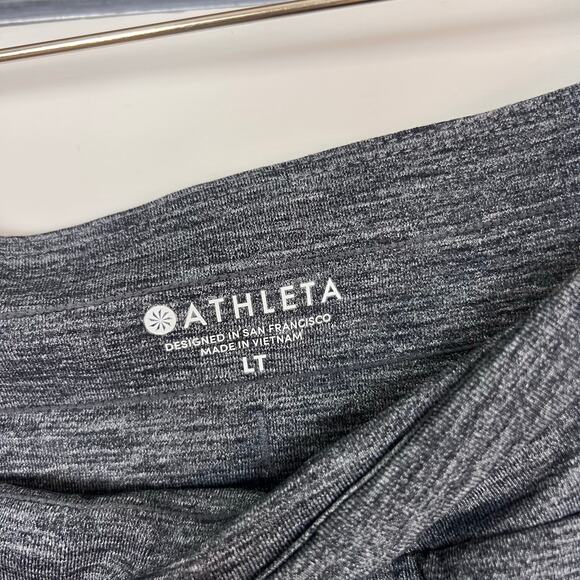 ATHLETA
DESIGNED IN SAN FRANCISCO
MADE IN VIETNAM
LT